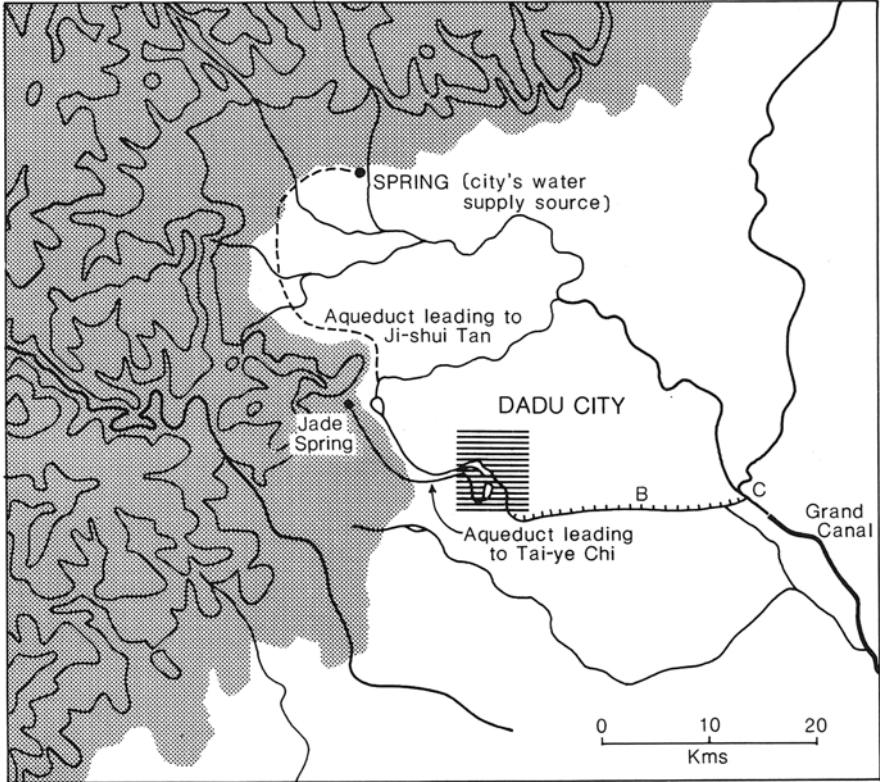 SPRING (city's water
supply source)
Aqueduct leading to
Ji-shui Tan
DADU CITY
Jade
Spring
B
C
Grand
Canal
Aqueduct leading
to Tai-ye Chi
0 10 20
Kms